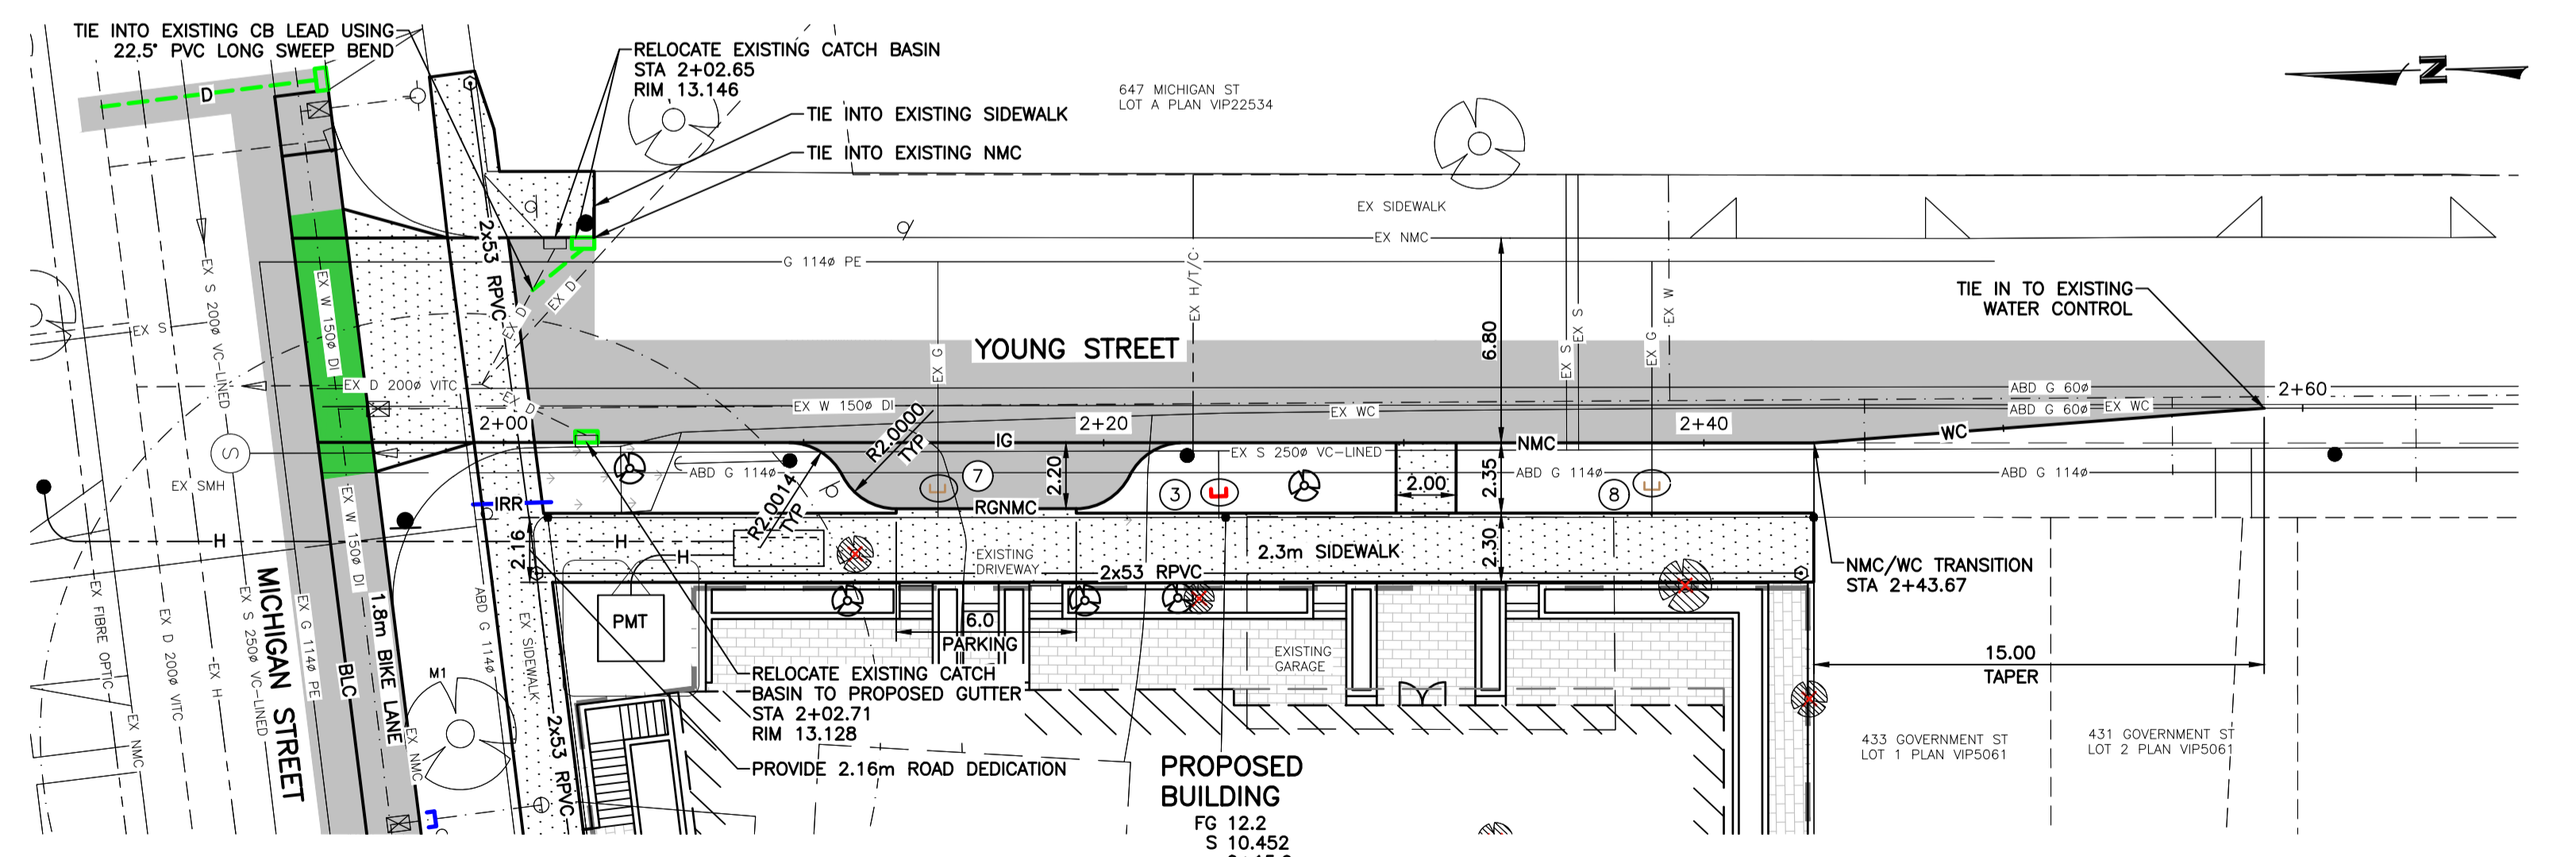 TIE INTO EXISTING CB LEAD USING
22.5° PVC LONG SWEEP BEND
D
RELOCATE EXISTING CATCH BASIN
STA 2+02.65
RIM 13.146
TIE INTO EXISTING SIDEWALK
TIE INTO EXISTING NMC
647 MICHIGAN ST
LOT A PLAN VIP22534
N
EX SIDEWALK
EX NMC
G 114ø PE
2x53 RPVC
EX D
EX D
EX D
EX H/T/C
EX S
EX S
EX W
EX G
EX G
6.80
TIE IN TO EXISTING
WATER CONTROL
YOUNG STREET
EX S
EX S 200ø VC-LINED
EX W 150ø DI
EX D 200ø VITC
EX W 150ø DI
EX WC
ABD G 60ø
ABD G 60ø
EX WC
2+60
2+00
2+20
2+40
R2.0000
TYP
IG
NMC
WC
S
EX SMH
ABD G 114ø
EX S 250ø VC-LINED
ABD G 114ø
ABD G 114ø
7
3
8
2.20
2.00
2.35
R2.0014
TYP
RGNMC
IRR
H
H
H
2.16
EXISTING
DRIVEWAY
2.3m SIDEWALK
2.30
2x53 RPVC
NMC/WC TRANSITION
STA 2+43.67
EX W 150ø DI
MICHIGAN STREET
EX FIBRE OPTIC
EX NMC
EX D 200ø VITC
EX H
EX S 250ø VC-LINED
EX G 114ø PE
BLC
1.8m BIKE LANE
EX NMC
M1
ABD G 114ø
EX SIDEWALK
2x53 RPVC
PMT
6.0
PARKING
EXISTING
GARAGE
15.00
TAPER
RELOCATE EXISTING CATCH
BASIN TO PROPOSED GUTTER
STA 2+02.71
RIM 13.128
PROVIDE 2.16m ROAD DEDICATION
PROPOSED
BUILDING
FG 12.2
S 10.452
433 GOVERNMENT ST
LOT 1 PLAN VIP5061
431 GOVERNMENT ST
LOT 2 PLAN VIP5061